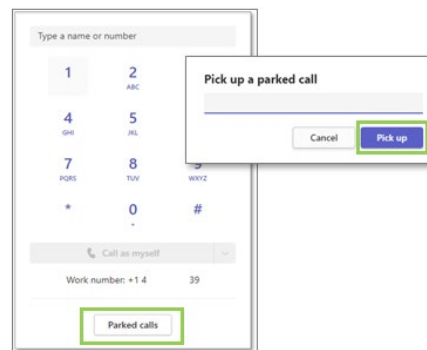 Type a name or number
1 2
ABC
4 5
GHI JKL
7 8 9
PQRS TUV WXYZ
* 0 #
+
Call as myself
Work number: +1 4 39
Parked calls
Pick up a parked call
Cancel Pick up